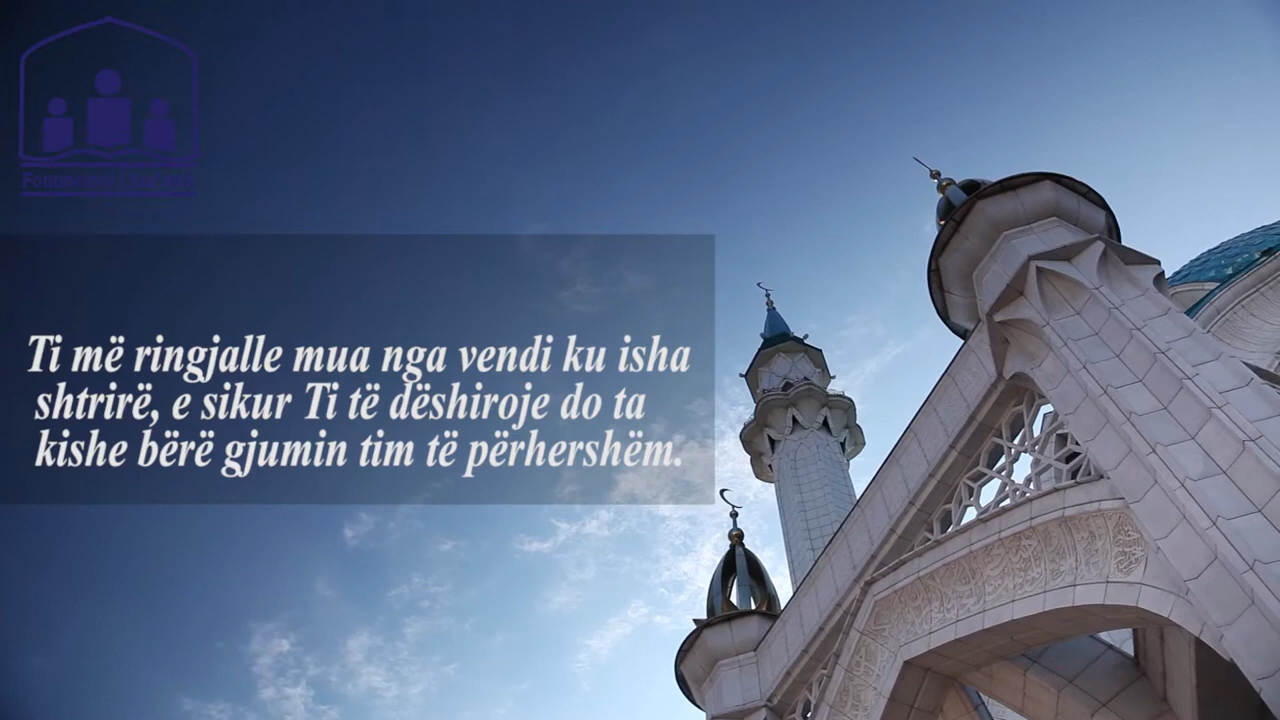 Ti më ringjalle mua nga vendi ku isha
shtrirë, e sikur Ti të dëshiroje do ta
kishe bërë gjumin tim të përhershëm.